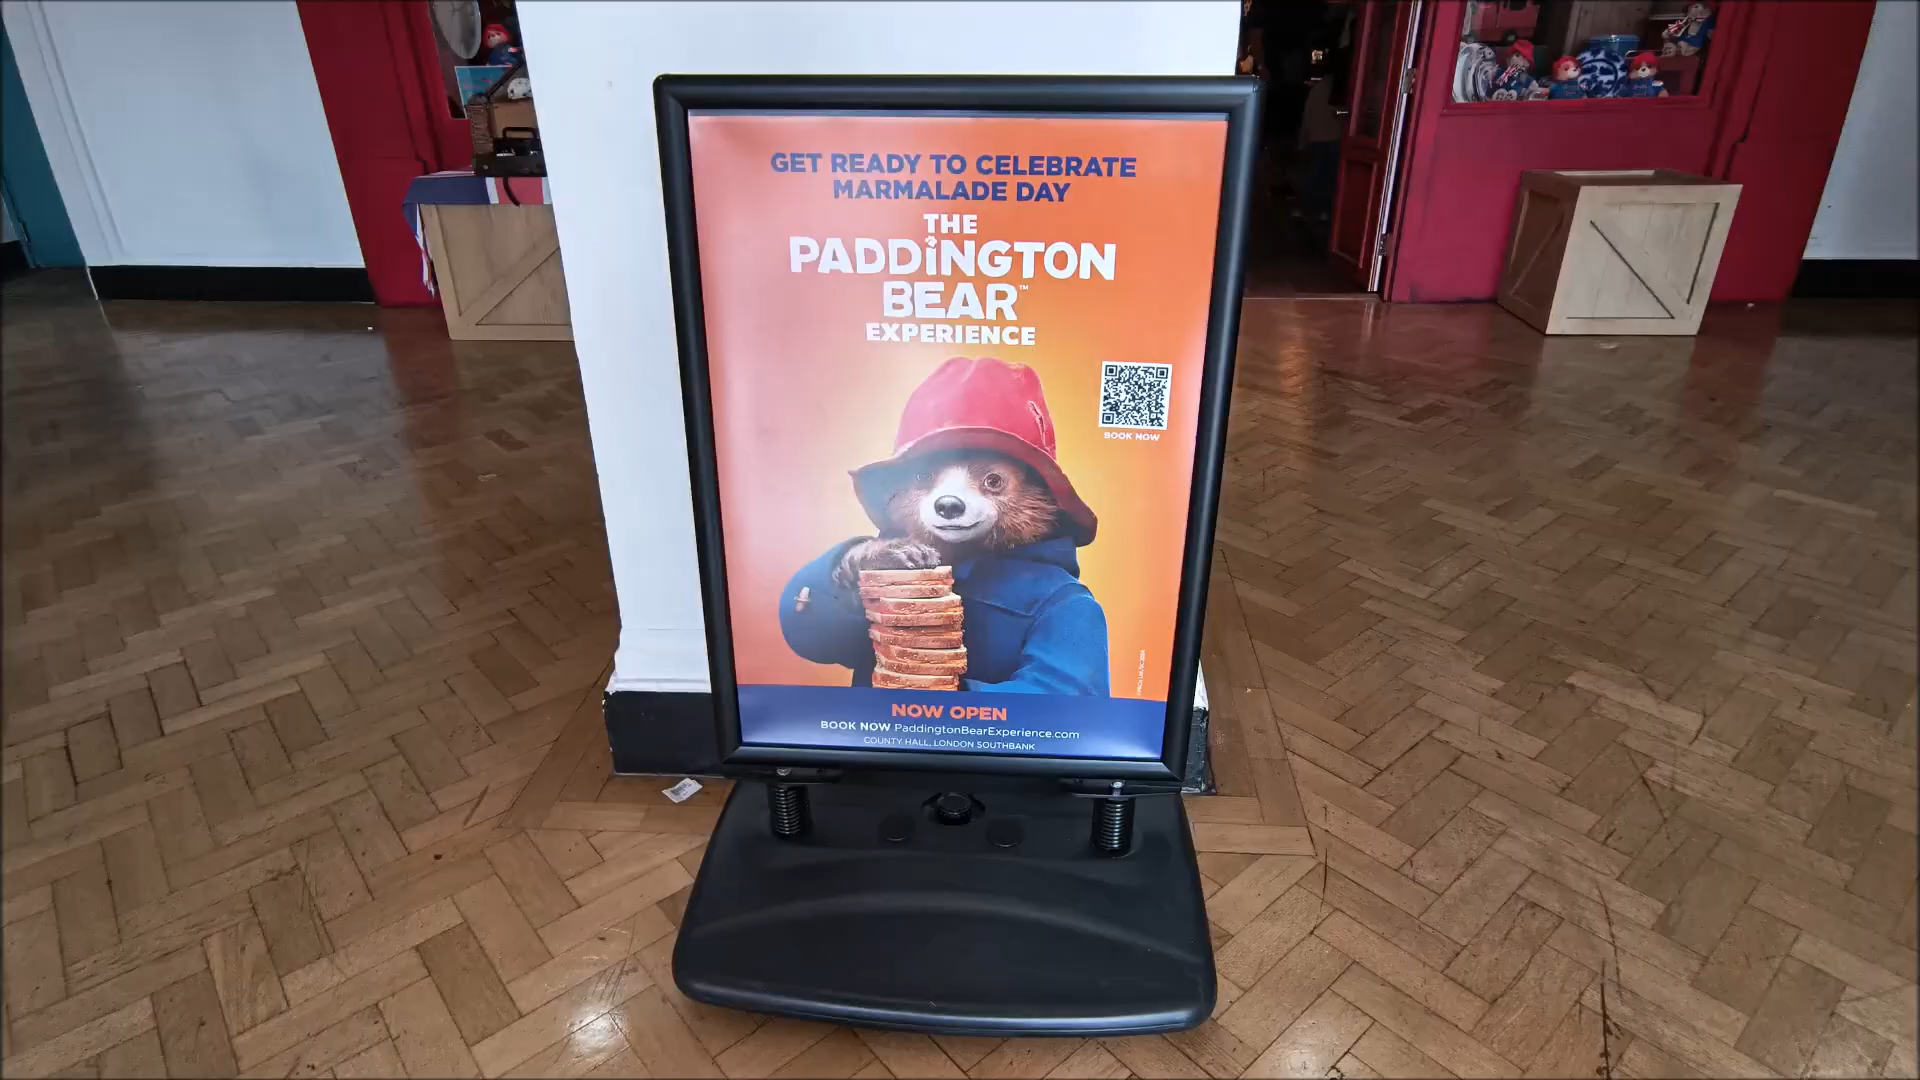 GET READY TO CELEBRATE
MARMALADE DAY
THE
PADDiNGTON
BEAR™
EXPERIENCE
BOOK NOW
NOW OPEN
BOOK NOW PaddingtonBearExperience.com
COUNTY HALL, LONDON SOUTHBANK